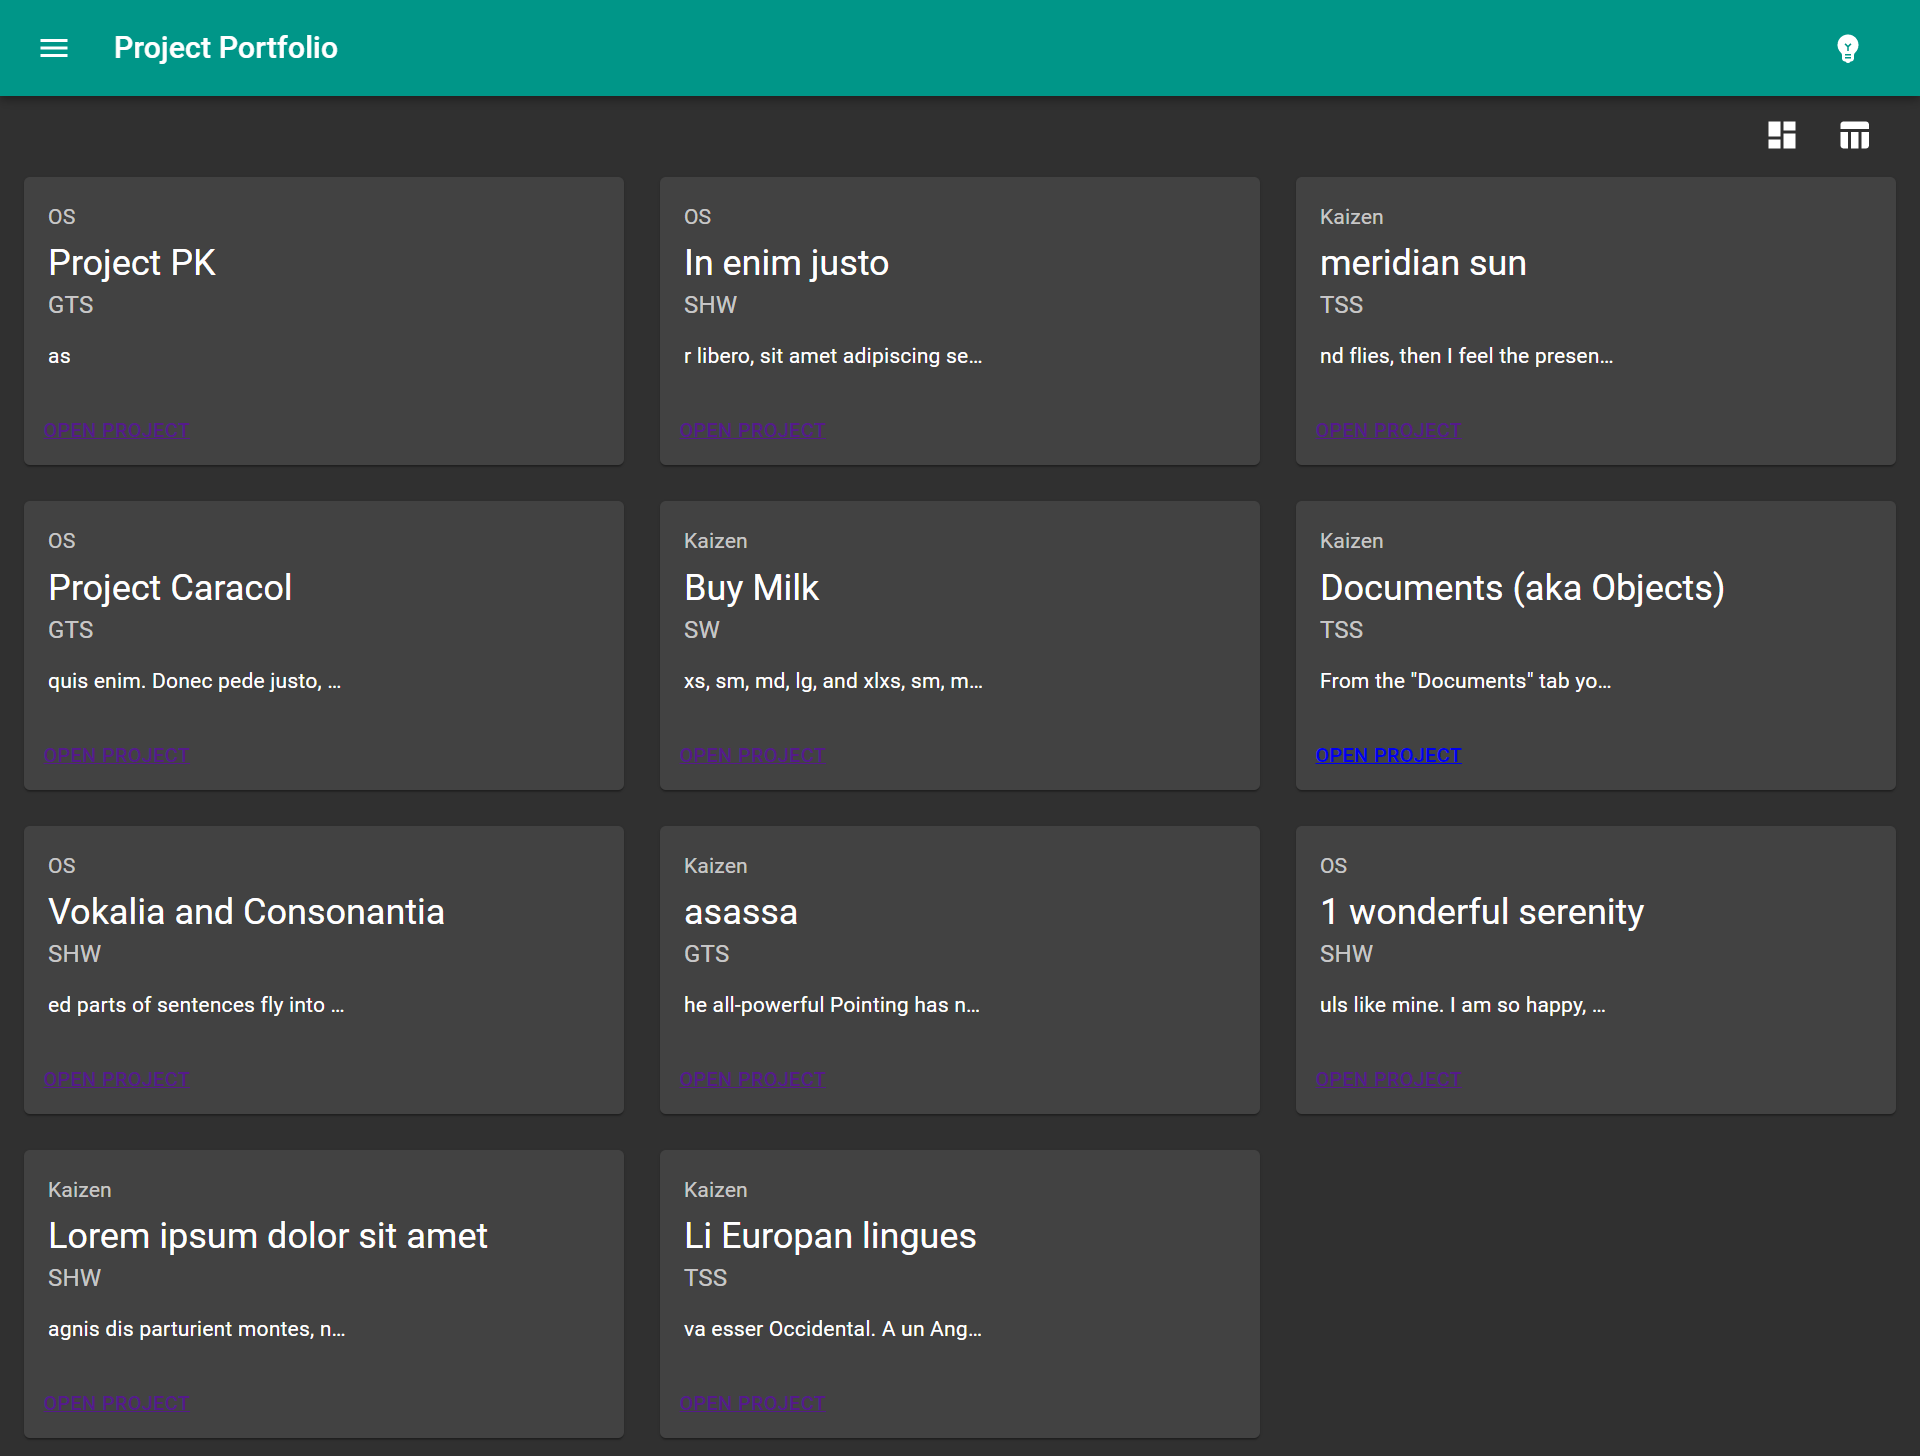 Project Portfolio
OS
Project PK
GTS
as
OPEN PROJECT
OS
In enim justo
SHW
r libero, sit amet adipiscing se...
OPEN PROJECT
Kaizen
meridian sun
TSS
nd flies, then I feel the presen...
OPEN PROJECT
OS
Project Caracol
GTS
quis enim. Donec pede justo, ...
OPEN PROJECT
Kaizen
Buy Milk
SW
xs, sm, md, lg, and xlxs, sm, m...
OPEN PROJECT
Kaizen
Documents (aka Objects)
TSS
From the "Documents" tab yo...
OPEN PROJECT
OS
Vokalia and Consonantia
SHW
ed parts of sentences fly into ...
OPEN PROJECT
Kaizen
asassa
GTS
he all-powerful Pointing has n...
OPEN PROJECT
OS
1 wonderful serenity
SHW
uls like mine. I am so happy, ...
OPEN PROJECT
Kaizen
Lorem ipsum dolor sit amet
SHW
agnis dis parturient montes, n...
OPEN PROJECT
Kaizen
Li Europan lingues
TSS
va esser Occidental. A un Ang...
OPEN PROJECT